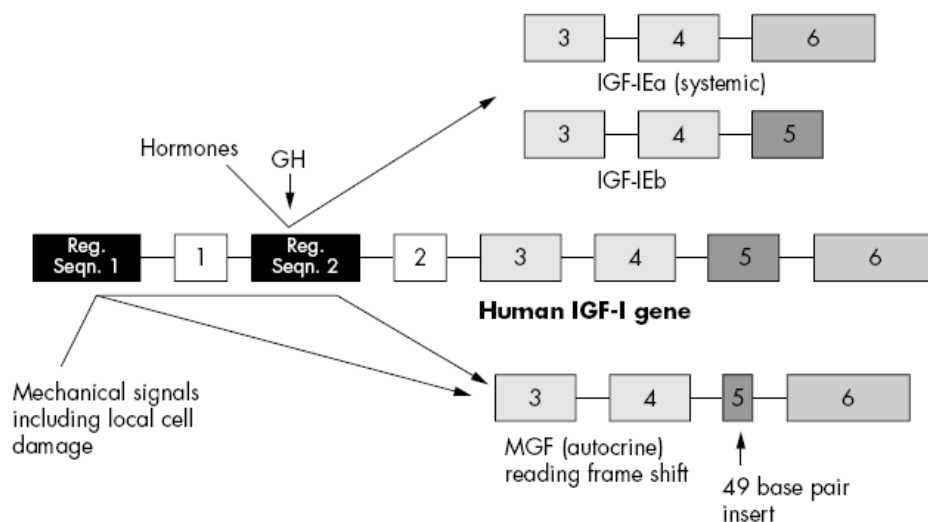 3 4 6
IGF-IEa (systemic)
3 4 5
IGF-IEb
Hormones
GH
Reg.
Seqn. 1
1
Reg.
Seqn. 2
2 3 4 5 6
Human IGF-I gene
Mechanical signals
including local cell
damage
3 4 5 6
MGF (autocrine)
reading frame shift
49 base pair
insert